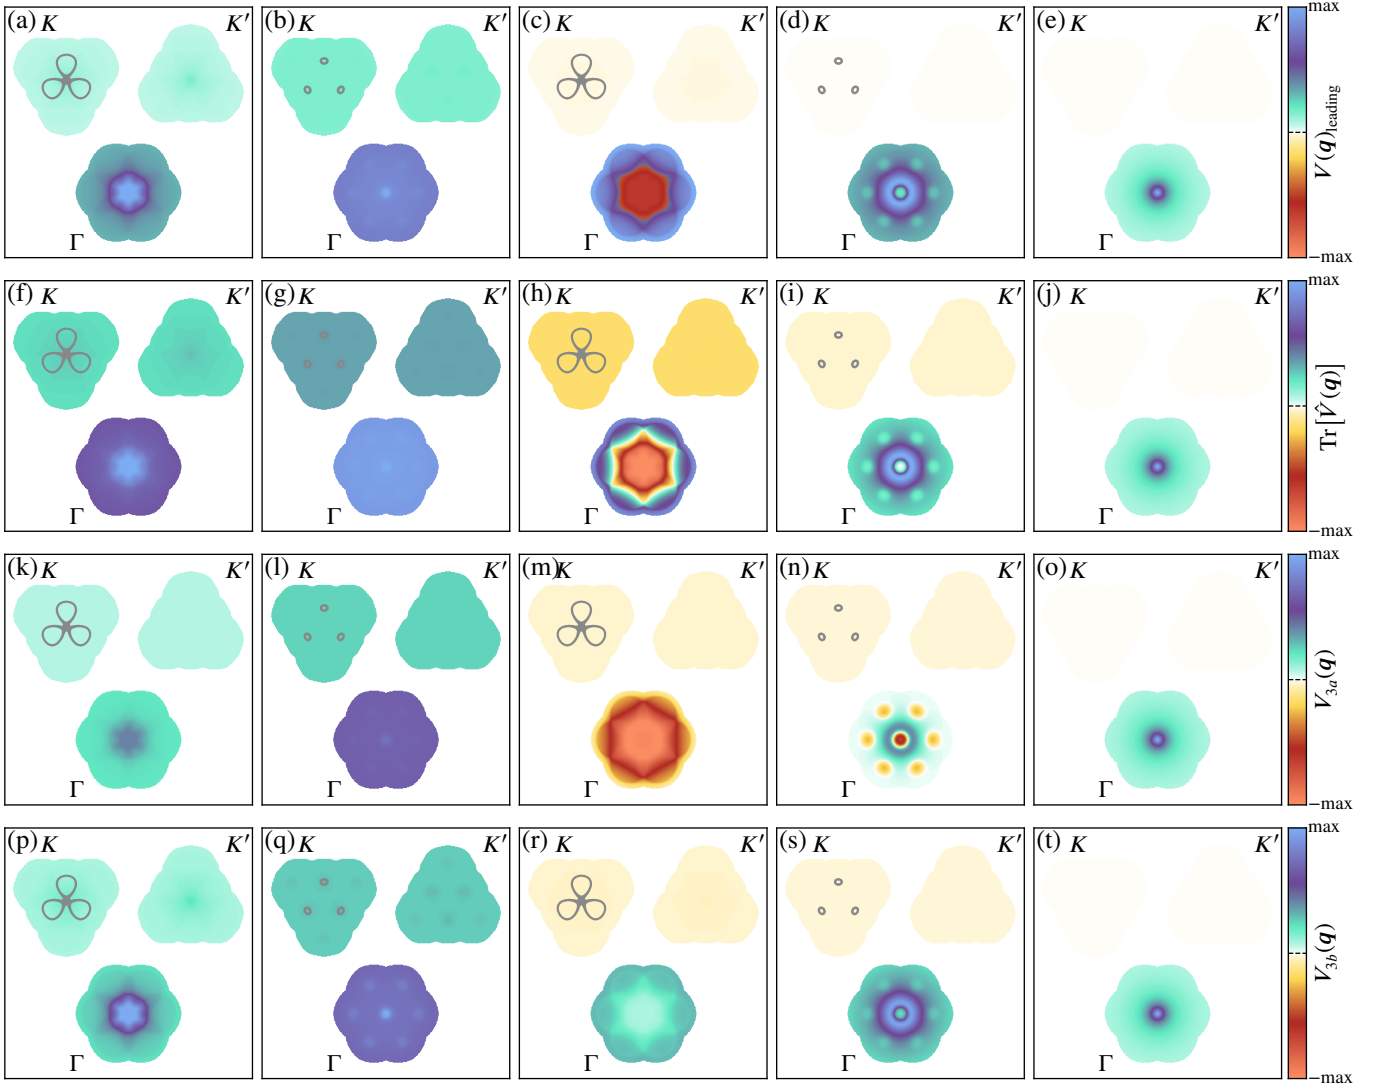 (a) K K′ Γ
(b) K K′ Γ
(c) K K′ Γ
(d) K K′ Γ
(e) K K′ Γ
max
V(q)leading
−max
(f) K K′ Γ
(g) K K′ Γ
(h) K K′ Γ
(i) K K′ Γ
(j) K K′ Γ
max
Tr[V̂(q)]
−max
(k) K K′ Γ
(l) K K′ Γ
(m) K K′ Γ
(n) K K′ Γ
(o) K K′ Γ
max
V3a(q)
−max
(p) K K′ Γ
(q) K K′ Γ
(r) K K′ Γ
(s) K K′ Γ
(t) K K′ Γ
max
V3b(q)
−max